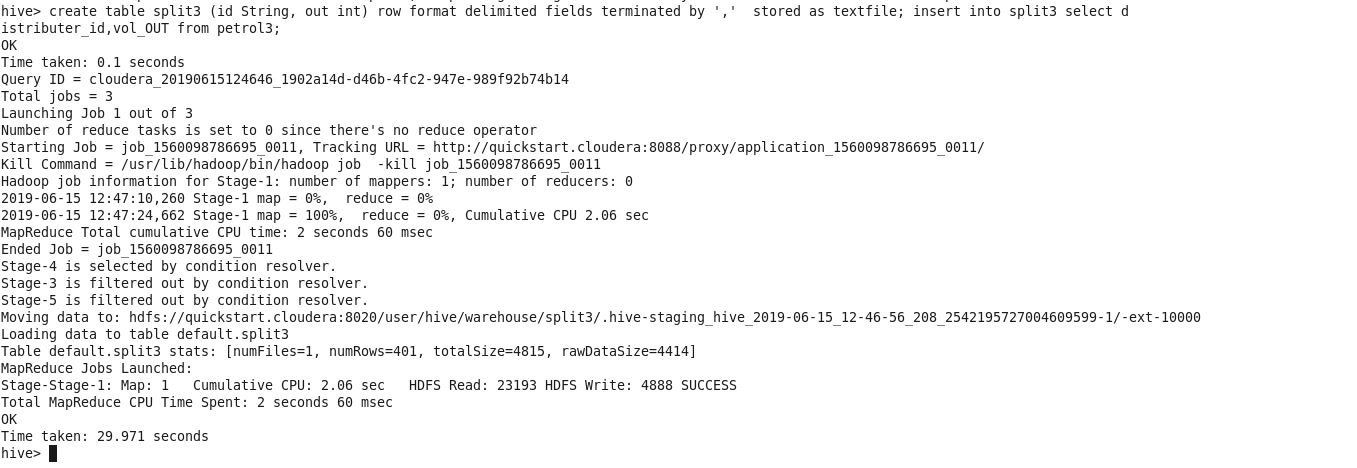 hive> create table split3 (id String, out int) row format delimited fields terminated by ','  stored as textfile; insert into split3 select d
istributer_id,vol_OUT from petrol3;
OK
Time taken: 0.1 seconds
Query ID = cloudera_20190615124646_1902a14d-d46b-4fc2-947e-989f92b74b14
Total jobs = 3
Launching Job 1 out of 3
Number of reduce tasks is set to 0 since there's no reduce operator
Starting Job = job_1560098786695_0011, Tracking URL = http://quickstart.cloudera:8088/proxy/application_1560098786695_0011/
Kill Command = /usr/lib/hadoop/bin/hadoop job  -kill job_1560098786695_0011
Hadoop job information for Stage-1: number of mappers: 1; number of reducers: 0
2019-06-15 12:47:10,260 Stage-1 map = 0%,  reduce = 0%
2019-06-15 12:47:24,662 Stage-1 map = 100%,  reduce = 0%, Cumulative CPU 2.06 sec
MapReduce Total cumulative CPU time: 2 seconds 60 msec
Ended Job = job_1560098786695_0011
Stage-4 is selected by condition resolver.
Stage-3 is filtered out by condition resolver.
Stage-5 is filtered out by condition resolver.
Moving data to: hdfs://quickstart.cloudera:8020/user/hive/warehouse/split3/.hive-staging_hive_2019-06-15_12-46-56_208_2542195727004609599-1/-ext-10000
Loading data to table default.split3
Table default.split3 stats: [numFiles=1, numRows=401, totalSize=4815, rawDataSize=4414]
MapReduce Jobs Launched:
Stage-Stage-1: Map: 1   Cumulative CPU: 2.06 sec   HDFS Read: 23193 HDFS Write: 4888 SUCCESS
Total MapReduce CPU Time Spent: 2 seconds 60 msec
OK
Time taken: 29.971 seconds
hive>